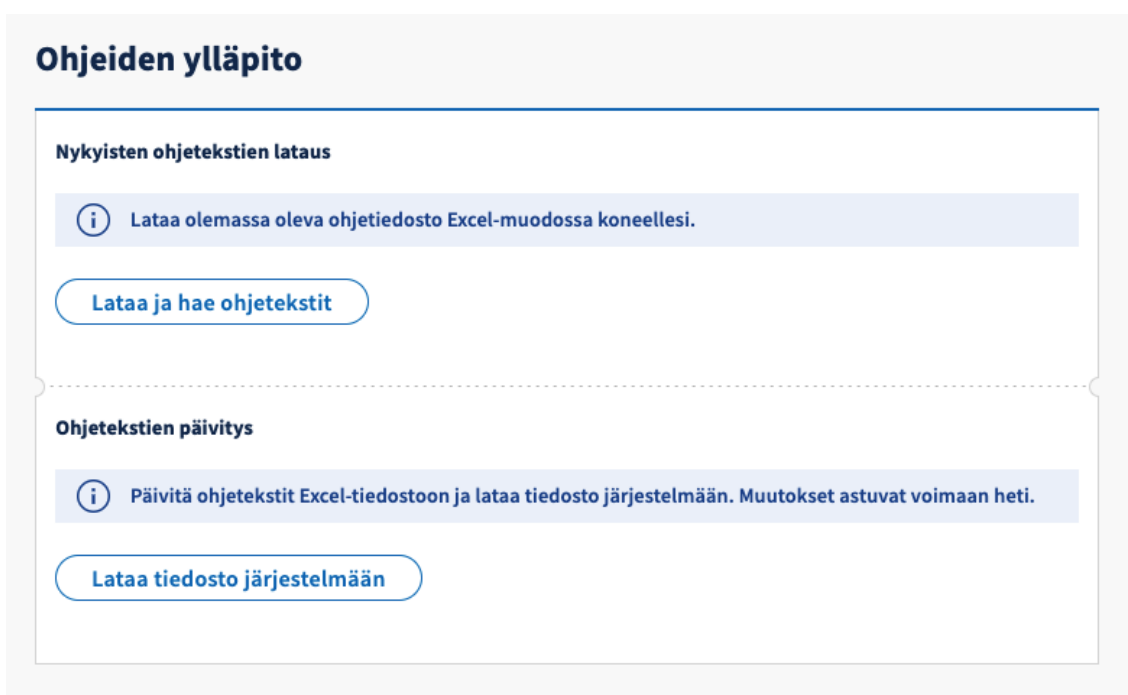 Ohjeiden ylläpito
Nykyisten ohjetekstien lataus
Lataa olemassa oleva ohjetiedosto Excel-muodossa koneellesi.
Lataa ja hae ohjetekstit
Ohjetekstien päivitys
Päivitä ohjetekstit Excel-tiedostoon ja lataa tiedosto järjestelmään. Muutokset astuvat voimaan heti.
Lataa tiedosto järjestelmään